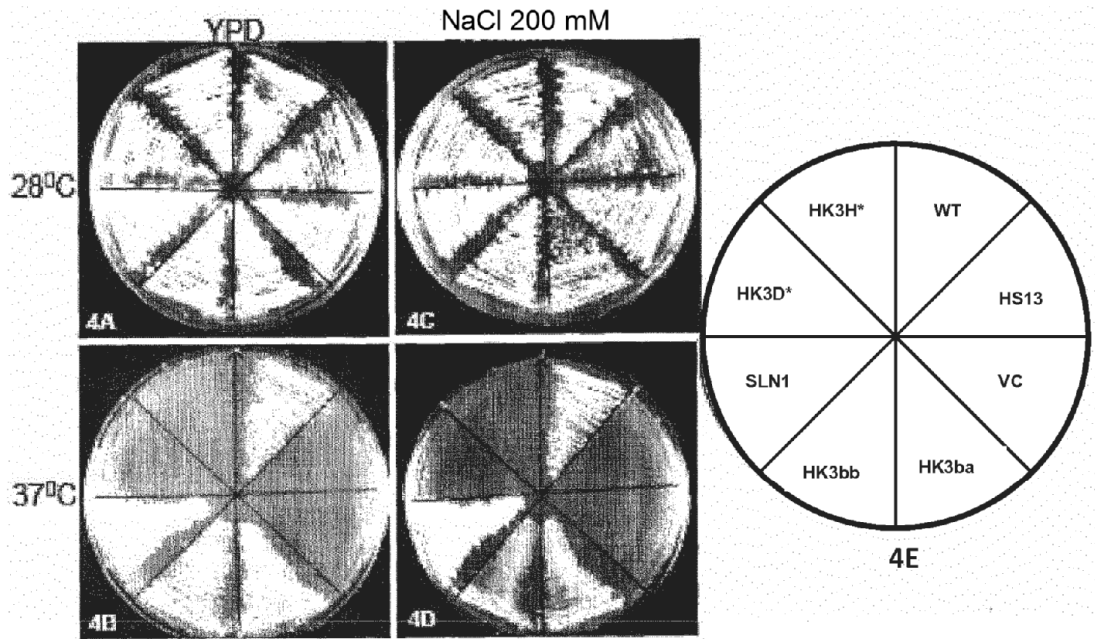 YPD
NaCl 200 mM
28⁰C
4A
4C
37⁰C
4B
4D
HK3H*
WT
HK3D*
HS13
SLN1
VC
HK3bb
HK3ba
4E